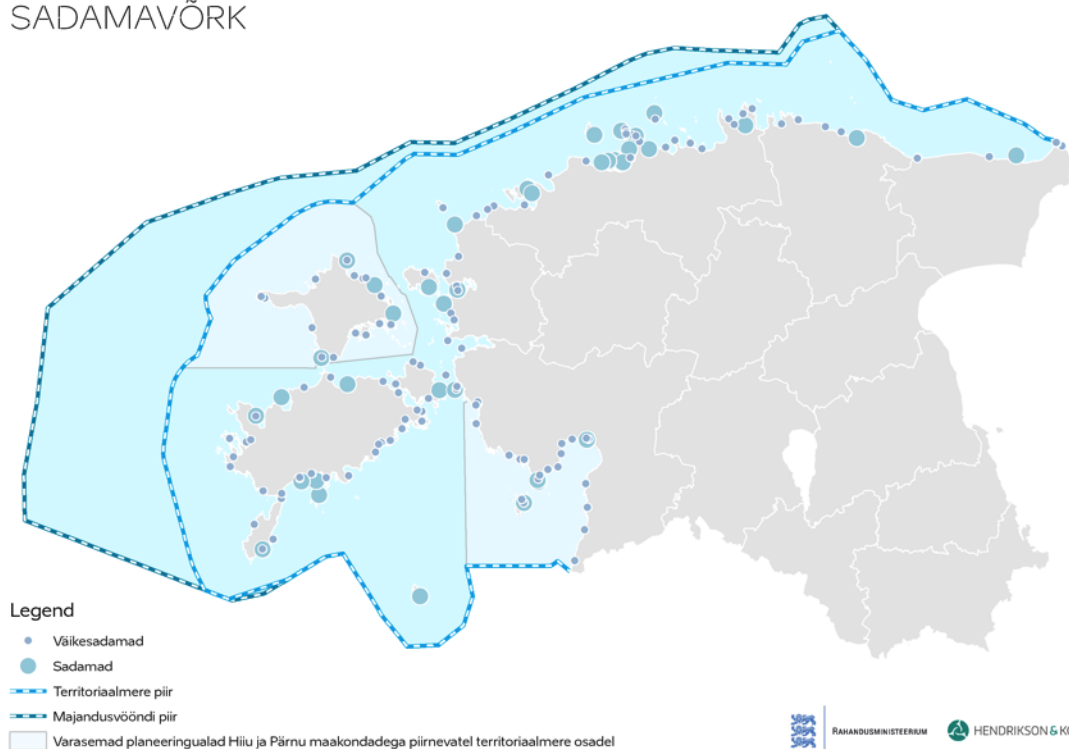 SADAMAVÕRK
Legend
Väikesadamad
Sadamad
Territoriaalmere piir
Majandusvööndi piir
Varasemad planeeringualad Hiiu ja Pärnu maakondadega piirnevatel territoriaalmere osadel
RAHANDUSMINISTEERIUM
HENDRIKSON & KO